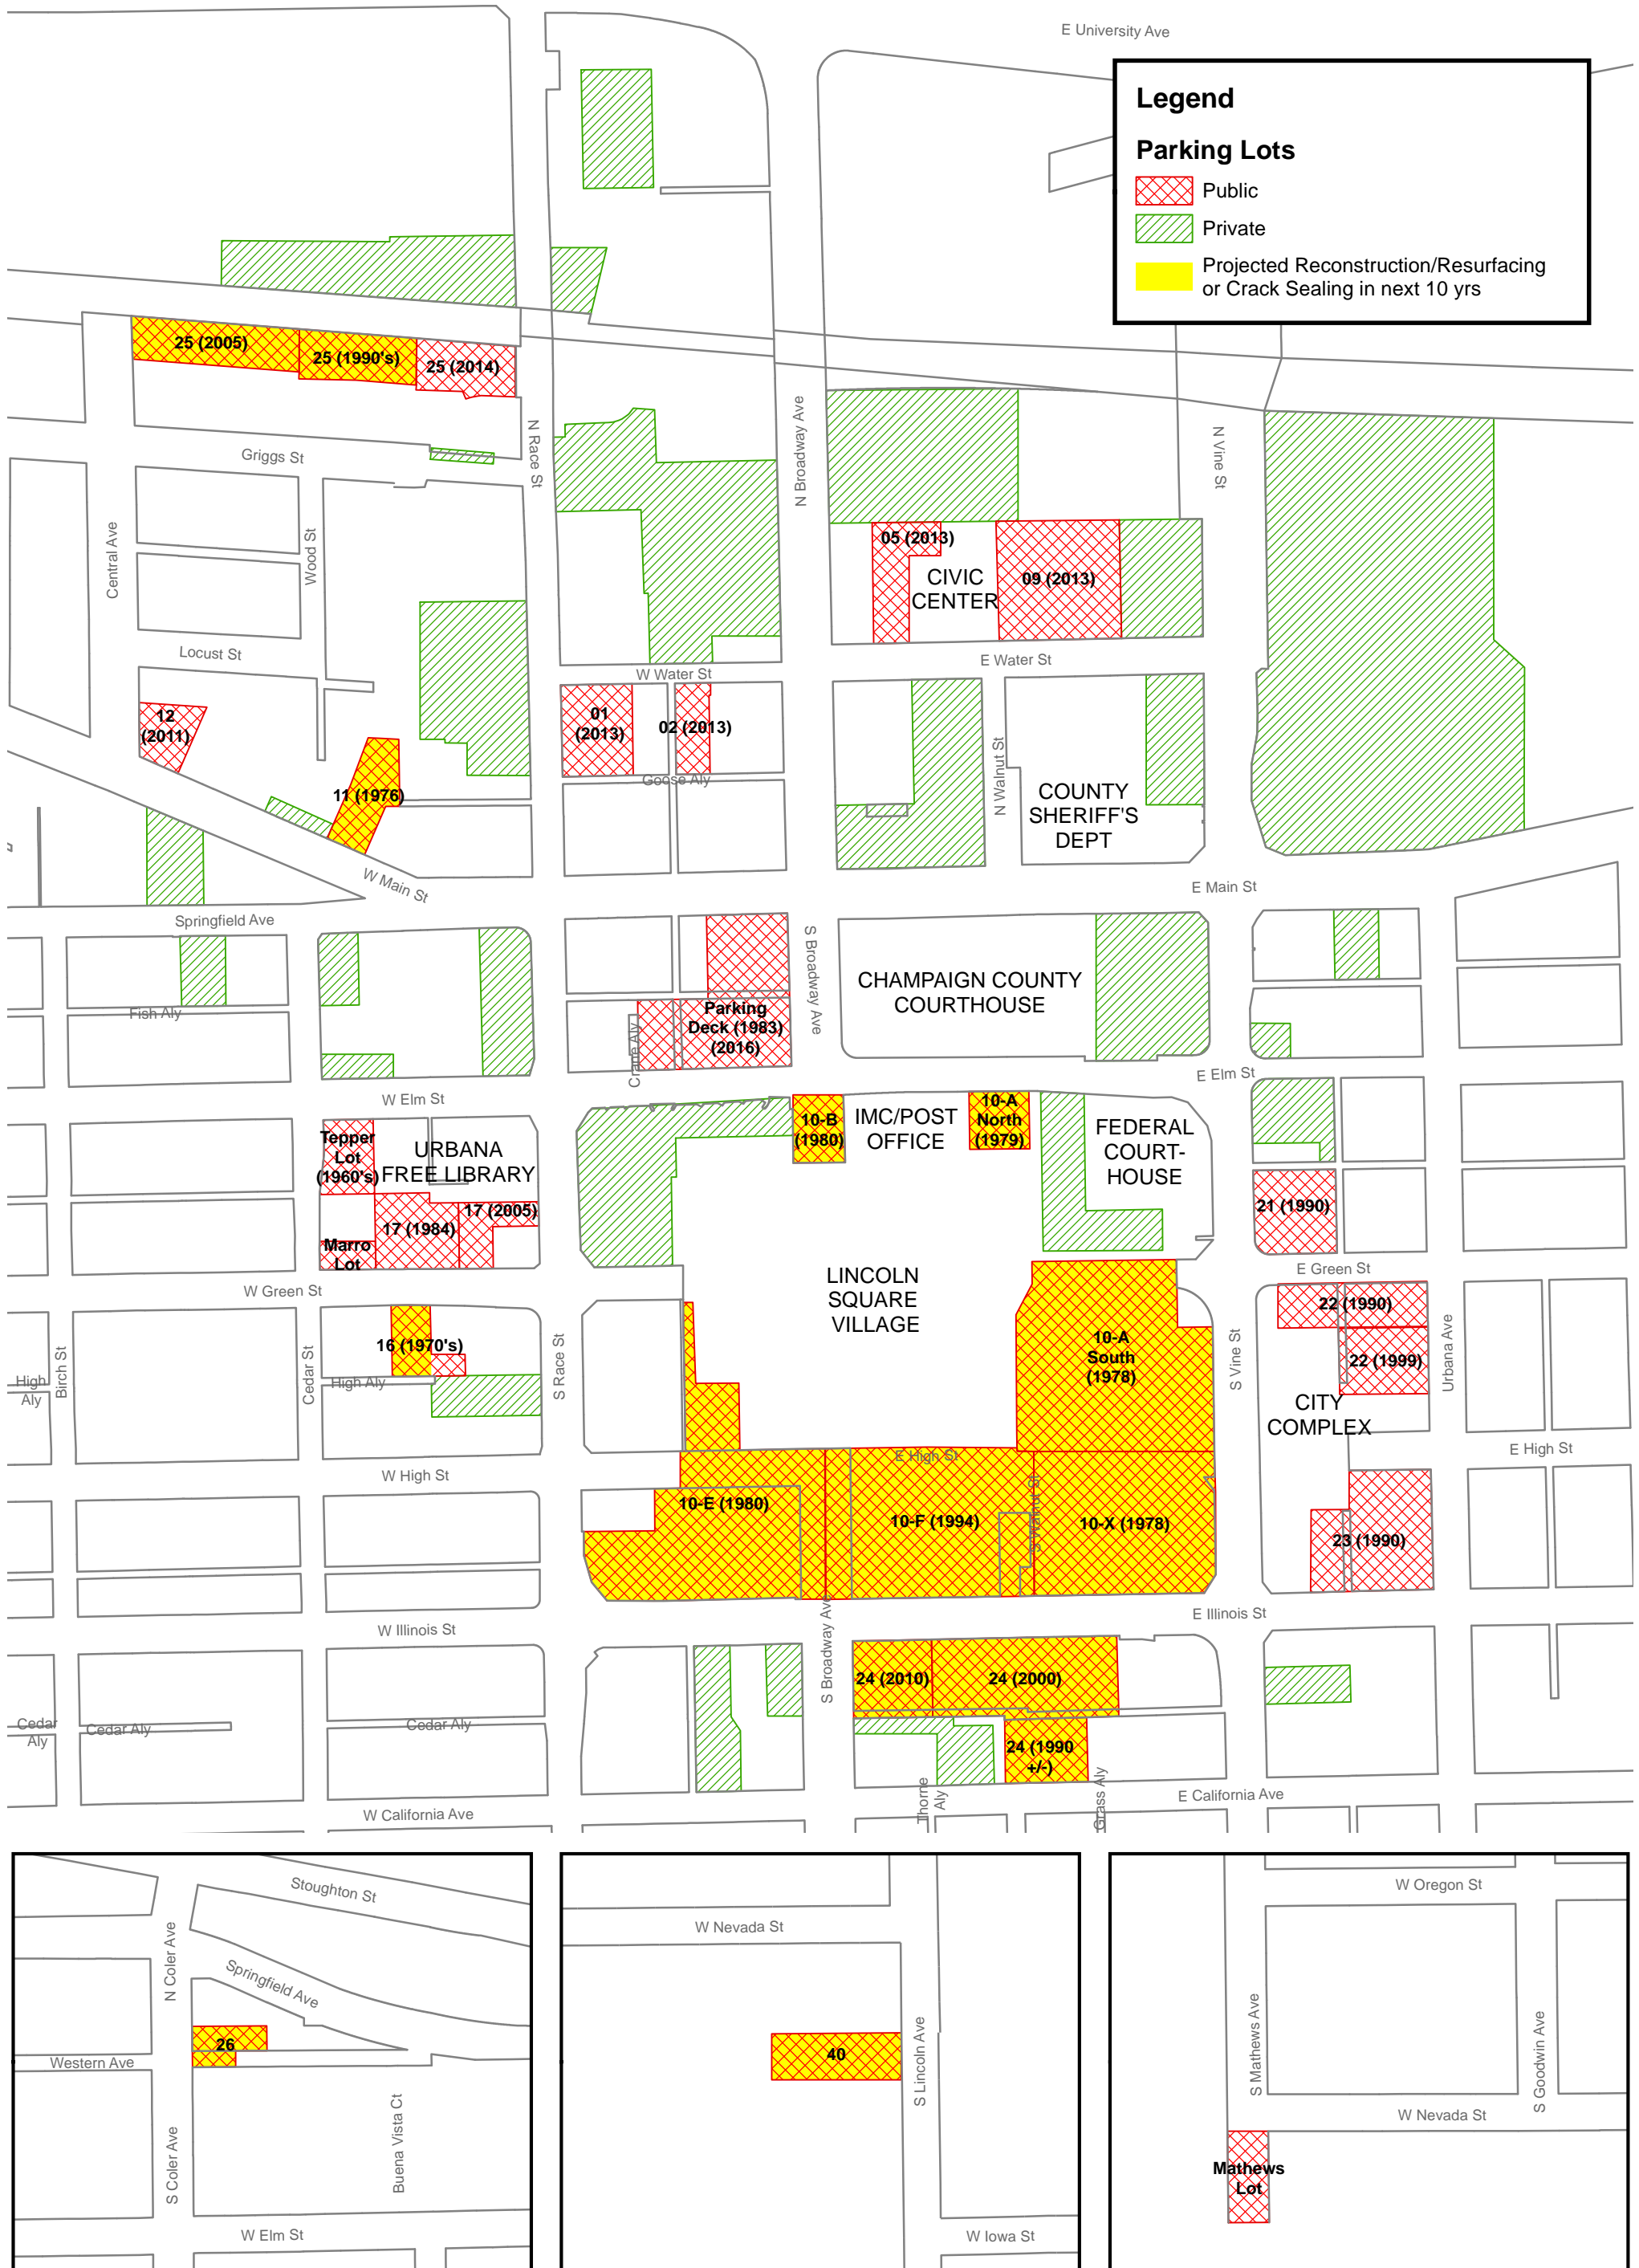 E University Ave
Legend
Parking Lots
Public
Private
Projected Reconstruction/Resurfacing
or Crack Sealing in next 10 yrs
25 (2005)
25 (1990's)
25 (2014)
Griggs St
N Race St
N Broadway Ave
N Vine St
Central Ave
Wood St
05 (2013)
CIVIC
CENTER
09 (2013)
Locust St
W Water St
E Water St
12
(2011)
01
(2013)
02 (2013)
Goose Aly
11 (1976)
N Walnut St
COUNTY
SHERIFF'S
DEPT
W Main St
E Main St
Springfield Ave
S Broadway Ave
CHAMPAIGN COUNTY
COURTHOUSE
Fish Aly
Crane Aly
Parking
Deck (1983)
(2016)
E Elm St
W Elm St
10-B
(1980)
IMC/POST
OFFICE
10-A
North
(1979)
FEDERAL
COURT-
HOUSE
Tepper
Lot
(1960's)
URBANA
FREE LIBRARY
17 (2005)
17 (1984)
Marro
Lot
21 (1990)
W Green St
E Green St
LINCOLN
SQUARE
VILLAGE
22 (1990)
16 (1970's)
10-A
South
(1978)
22 (1999)
High
Aly
Birch St
Cedar St
High Aly
S Race St
S Vine St
Urbana Ave
CITY
COMPLEX
W High St
E High St
E High St
10-E (1980)
10-F (1994)
S Walnut St
10-X (1978)
23 (1990)
W Illinois St
E Illinois St
S Broadway Ave
24 (2010)
24 (2000)
Cedar
Aly
Cedar Aly
Cedar Aly
24 (1990
+/-)
Thorne
Aly
Grass Aly
W California Ave
E California Ave
Stoughton St
N Coler Ave
Springfield Ave
26
Western Ave
S Coler Ave
Buena Vista Ct
W Elm St
W Nevada St
40
S Lincoln Ave
W Iowa St
W Oregon St
S Mathews Ave
S Goodwin Ave
W Nevada St
Mathews
Lot